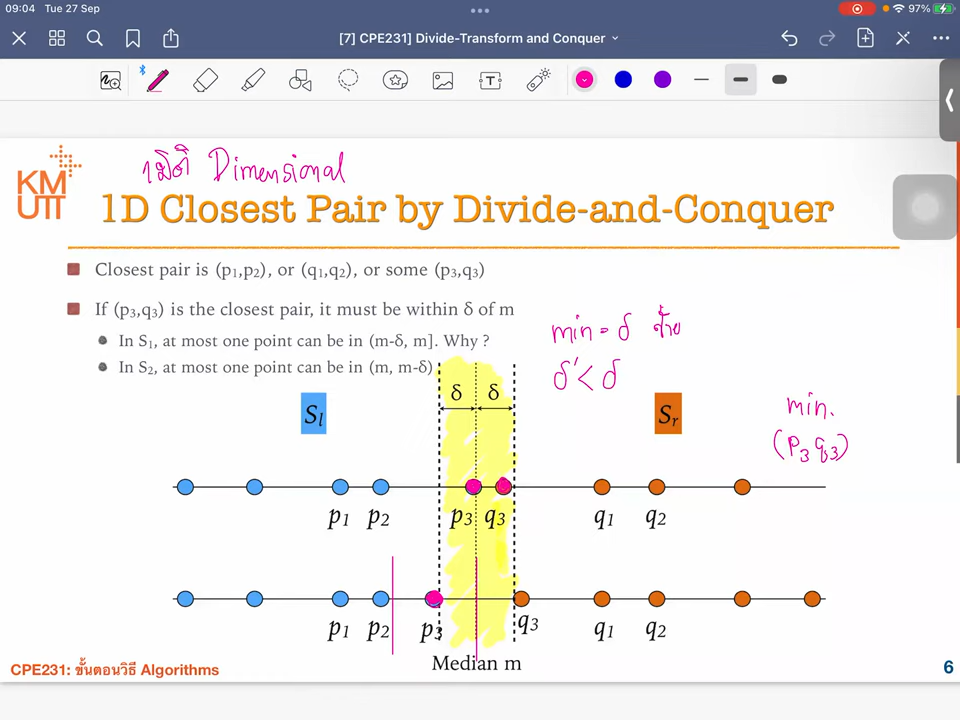 09:04 Tue 27 Sep
97%
[7] CPE231] Divide-Transform and Conquer
KM
UTT
1มิติ Dimensional
1D Closest Pair by Divide-and-Conquer
Closest pair is (p1,p2), or (q1,q2), or some (p3,q3)
If (p3,q3) is the closest pair, it must be within δ of m
In S1, at most one point can be in (m-δ, m]. Why ?
In S2, at most one point can be in (m, m-δ)
min = δ ซ้าย
δ' < δ
δ δ
Sl
Sr
min.
(p3 q3)
p1 p2 p3 q3 q1 q2
p1 p2 p3 q3 q1 q2
Median m
CPE231: ขั้นตอนวิธี Algorithms
6